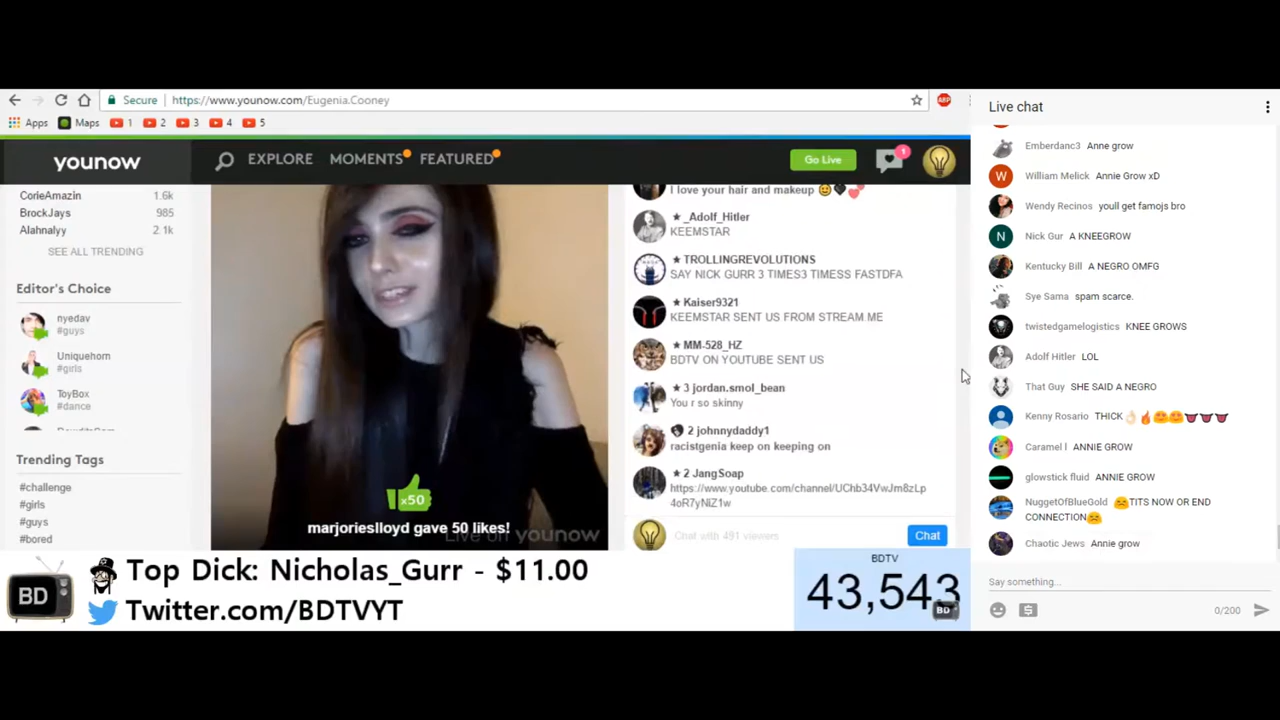 Secure https://www.younow.com/Eugenia.Cooney
ABP
Apps Maps 1 2 3 4 5
younow EXPLORE MOMENTS FEATURED Go Live 1
CorieAmazin 1.6k
BrockJays 985
Alahnalyy 2.1k
SEE ALL TRENDING
Editor's Choice
nyedav
#guys
Uniquehorn
#girls
ToyBox
#dance
Trending Tags
#challenge
#girls
#guys
#bored
x50
marjorieslloyd gave 50 likes!
Live on younow
I love your hair and makeup
★ _Adolf_Hitler
KEEMSTAR
★ TROLLINGREVOLUTIONS
SAY NICK GURR 3 TIMES3 TIMESS FASTDFA
★ Kaiser9321
KEEMSTAR SENT US FROM STREAM.ME
★ MM-528_HZ
BDTV ON YOUTUBE SENT US
★ 3 jordan.smol_bean
You r so skinny
2 johnnydaddy1
racistgenia keep on keeping on
★ 2 JangSoap
https://www.youtube.com/channel/UChb34VwJm8zLp
4oR7yNiZ1w
Chat with 491 viewers Chat
BD Top Dick: Nicholas_Gurr - $11.00
Twitter.com/BDTVYT
BDTV
43,543
BD
Live chat
Emberdanc3 Anne grow
W William Melick Annie Grow xD
Wendy Recinos youll get famojs bro
N Nick Gur A KNEEGROW
Kentucky Bill A NEGRO OMFG
Sye Sama spam scarce.
twistedgamelogistics KNEE GROWS
Adolf Hitler LOL
That Guy SHE SAID A NEGRO
Kenny Rosario THICK👌🏻🔥🤗🤗👅👅👅
Caramel l ANNIE GROW
glowstick fluid ANNIE GROW
NuggetOfBlueGold 😤TITS NOW OR END
CONNECTION😤
Chaotic Jews Annie grow
Say something...
0/200